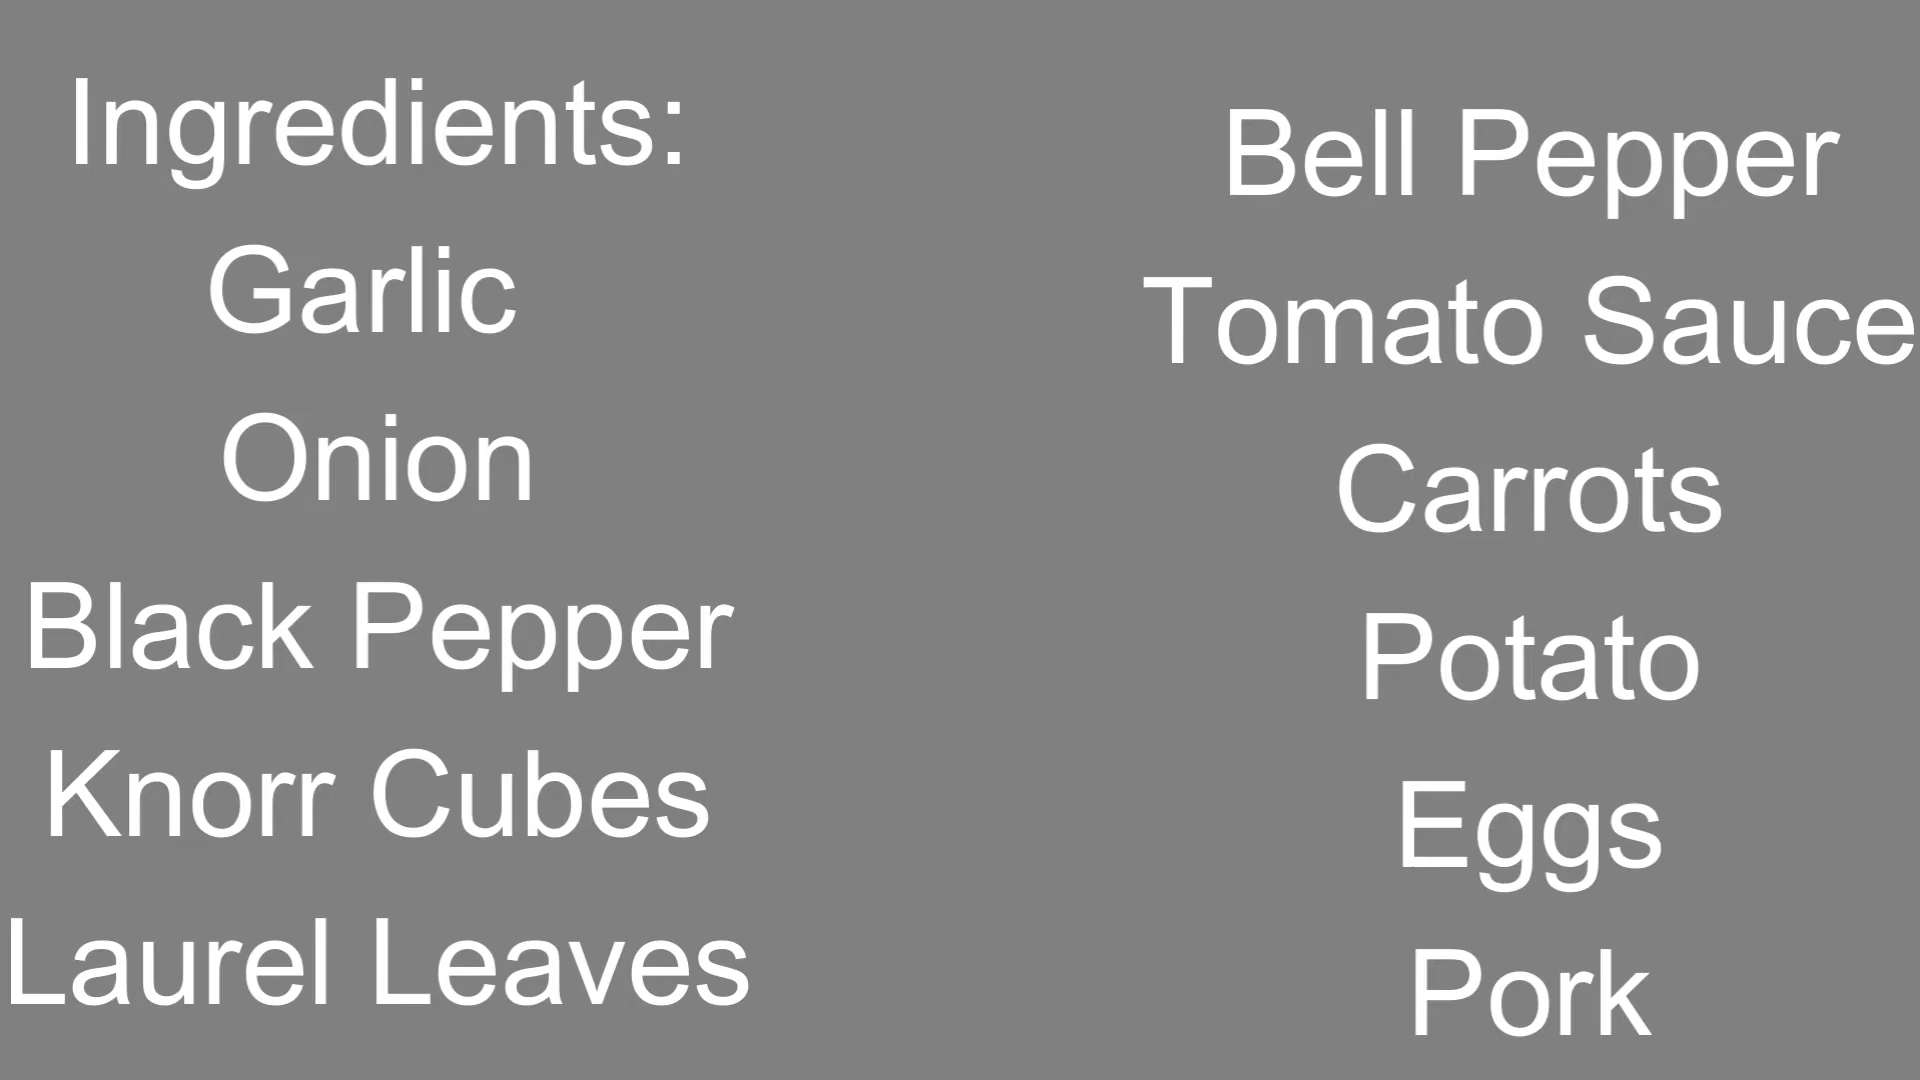 Ingredients:
Garlic
Onion
Black Pepper
Knorr Cubes
Laurel Leaves
Bell Pepper
Tomato Sauce
Carrots
Potato
Eggs
Pork